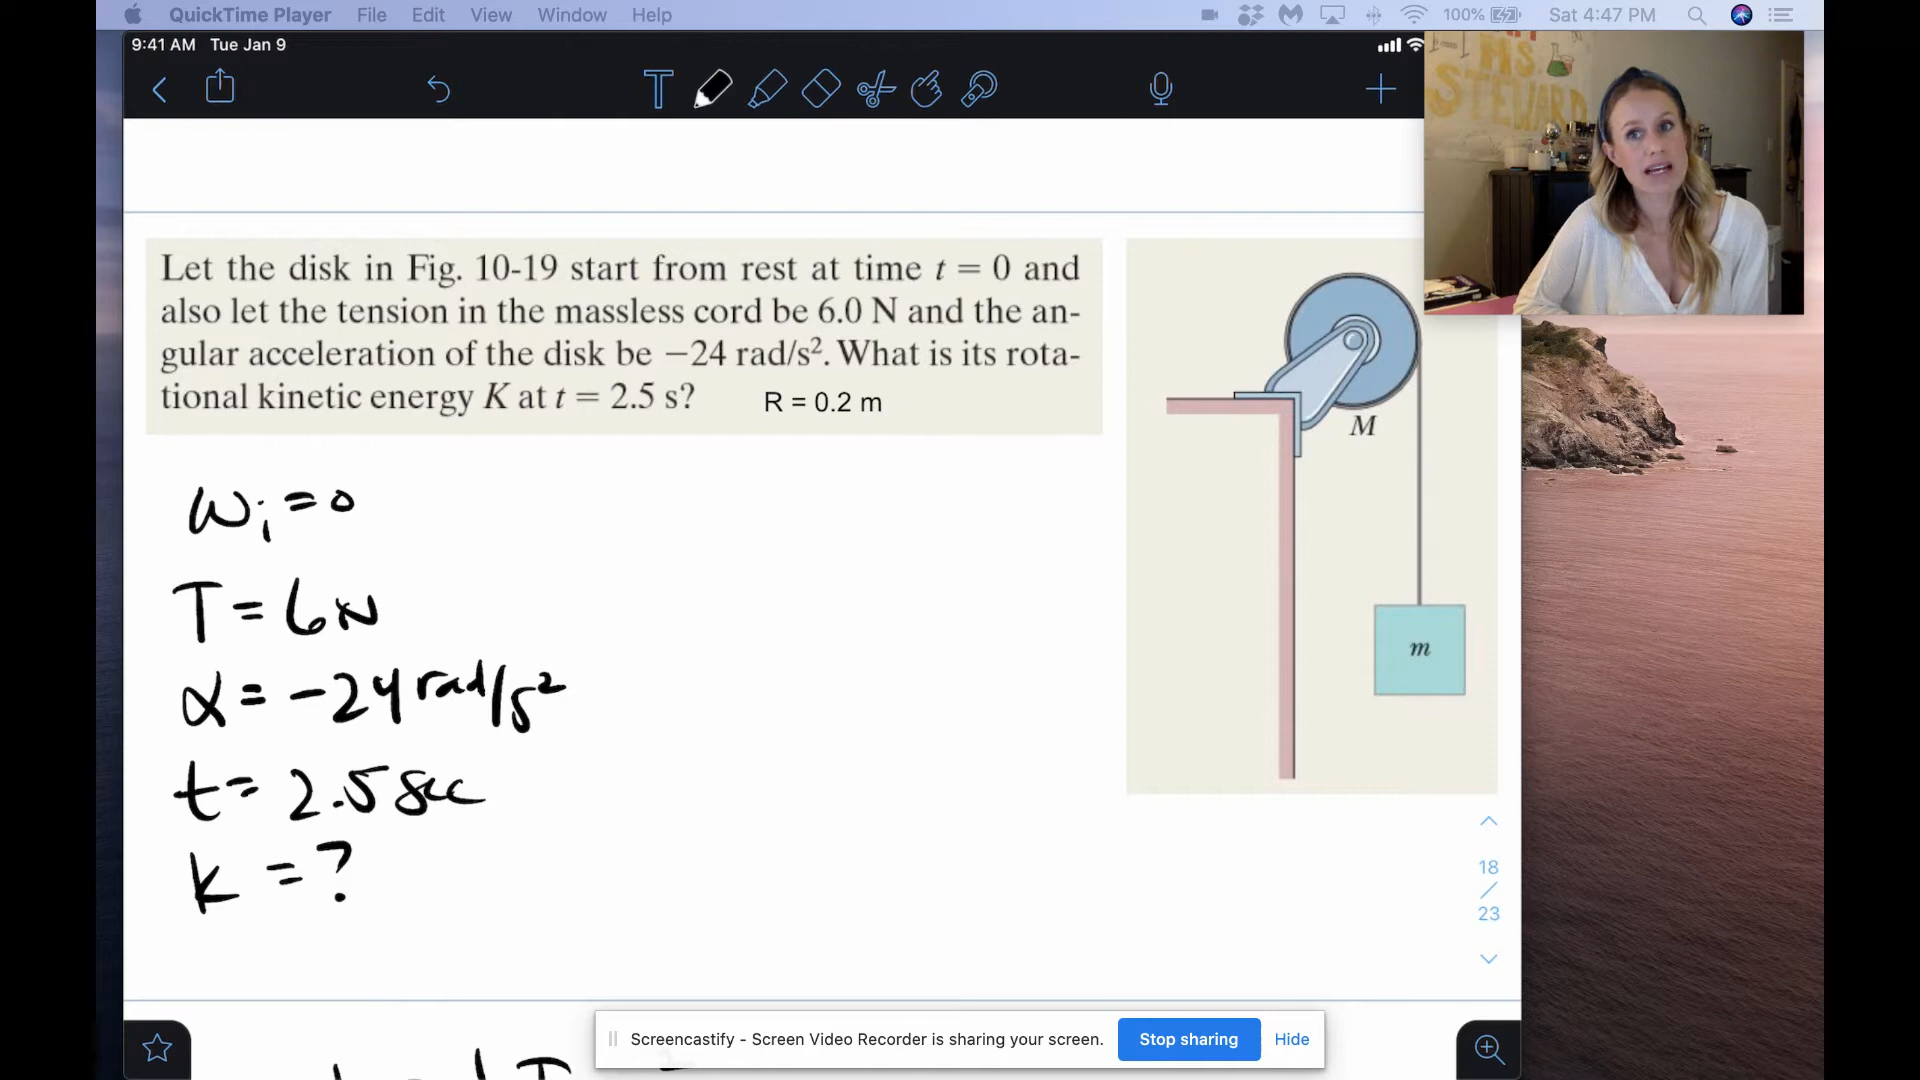 QuickTime Player File Edit View Window Help 100% Sat 4:47 PM
9:41 AM Tue Jan 9
T
MS.
STEWARD
Let the disk in Fig. 10-19 start from rest at time t = 0 and
also let the tension in the massless cord be 6.0 N and the an-
gular acceleration of the disk be −24 rad/s². What is its rota-
tional kinetic energy K at t = 2.5 s? R = 0.2 m
M
m
ωi = 0
T = 6N
α = -24 rad/s²
t = 2.5 sec
k = ?
18
/
23
Screencastify - Screen Video Recorder is sharing your screen. Stop sharing Hide